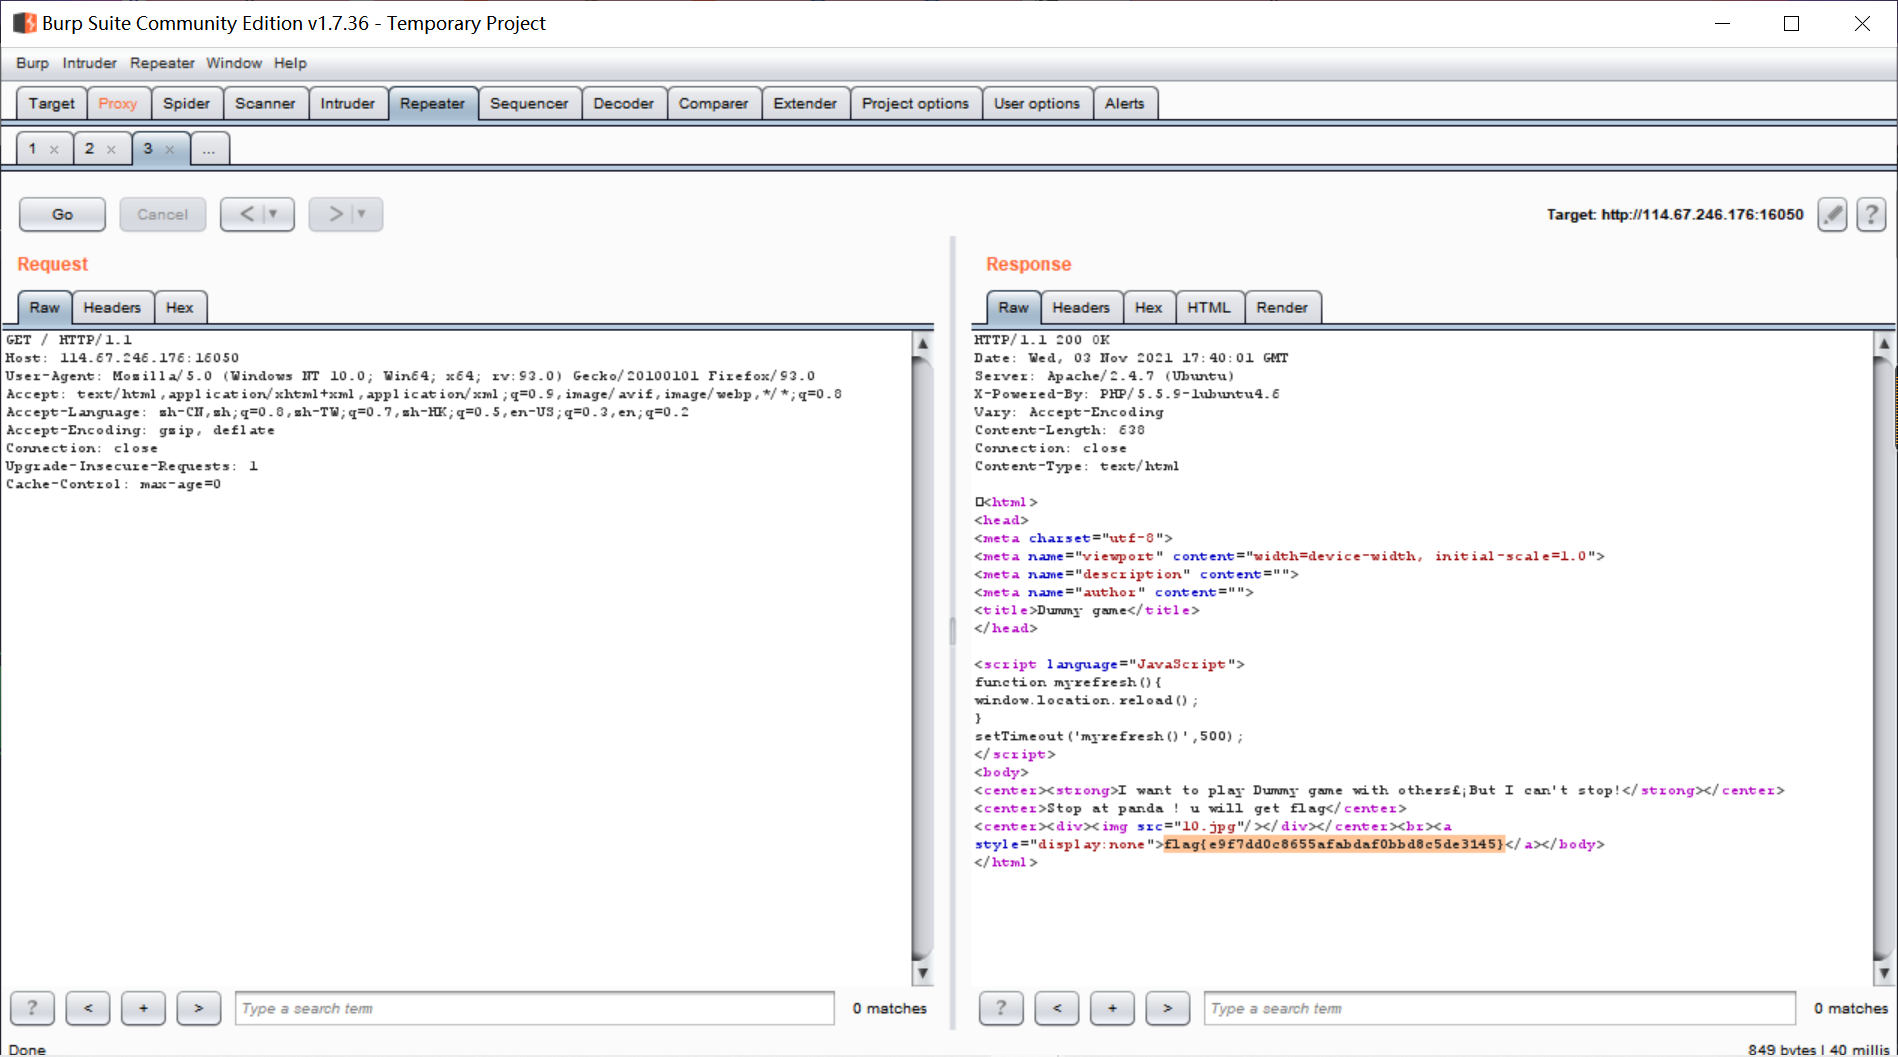 Burp Suite Community Edition v1.7.36 - Temporary Project
Burp Intruder Repeater Window Help
Target Proxy Spider Scanner Intruder Repeater Sequencer Decoder Comparer Extender Project options User options Alerts
1 × 2 × 3 × ...
Go Cancel < ▼ > ▼ Target: http://114.67.246.176:16050 ?
Request
Raw Headers Hex
GET / HTTP/1.1
Host: 114.67.246.176:16050
User-Agent: Mozilla/5.0 (Windows NT 10.0; Win64; x64; rv:93.0) Gecko/20100101 Firefox/93.0
Accept: text/html,application/xhtml+xml,application/xml;q=0.9,image/avif,image/webp,*/*;q=0.8
Accept-Language: zh-CN,zh;q=0.8,zh-TW;q=0.7,zh-HK;q=0.5,en-US;q=0.3,en;q=0.2
Accept-Encoding: gzip, deflate
Connection: close
Upgrade-Insecure-Requests: 1
Cache-Control: max-age=0
? < + > Type a search term 0 matches
Response
Raw Headers Hex HTML Render
HTTP/1.1 200 OK
Date: Wed, 03 Nov 2021 17:40:01 GMT
Server: Apache/2.4.7 (Ubuntu)
X-Powered-By: PHP/5.5.9-1ubuntu4.6
Vary: Accept-Encoding
Content-Length: 638
Connection: close
Content-Type: text/html
<html>
<head>
<meta charset="utf-8">
<meta name="viewport" content="width=device-width, initial-scale=1.0">
<meta name="description" content="">
<meta name="author" content="">
<title>Dummy game</title>
</head>
<script language="JavaScript">
function myrefresh(){
window.location.reload();
}
setTimeout('myrefresh()',500);
</script>
<body>
<center><strong>I want to play Dummy game with others£¡But I can't stop!</strong></center>
<center>Stop at panda ! u will get flag</center>
<center><div><img src="10.jpg"/></div></center><br><a
style="display:none">flag{e9f7dd0c8655afabdaf0bbd8c5de3145}</a></body>
</html>
? < + > Type a search term 0 matches
Done 849 bytes | 40 millis